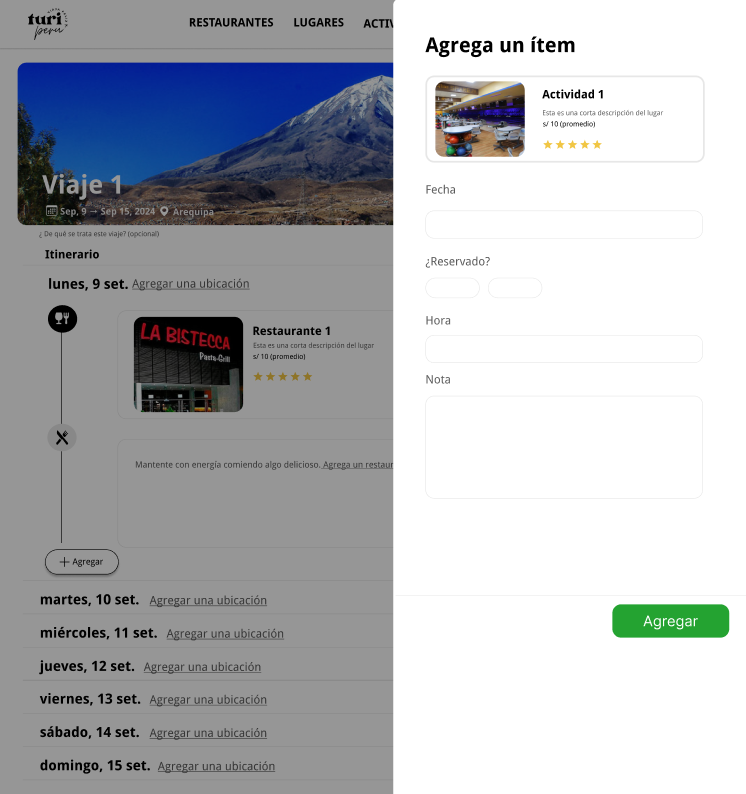 turi
peru
RESTAURANTES LUGARES ACTIV
Viaje 1
Sep, 9 → Sep 15, 2024 Arequipa
¿ De qué se trata este viaje? (opcional)
Itinerario
lunes, 9 set. Agregar una ubicación
LA BISTECCA
Pasta-Grill
Restaurante 1
Esta es una corta descripción del lugar
s/ 10 (promedio)
Mantente con energía comiendo algo delicioso. Agrega un restaur
+ Agregar
martes, 10 set. Agregar una ubicación
miércoles, 11 set. Agregar una ubicación
jueves, 12 set. Agregar una ubicación
viernes, 13 set. Agregar una ubicación
sábado, 14 set. Agregar una ubicación
domingo, 15 set. Agregar una ubicación
Agrega un ítem
Actividad 1
Esta es una corta descripción del lugar
s/ 10 (promedio)
Fecha
¿Reservado?
Hora
Nota
Agregar